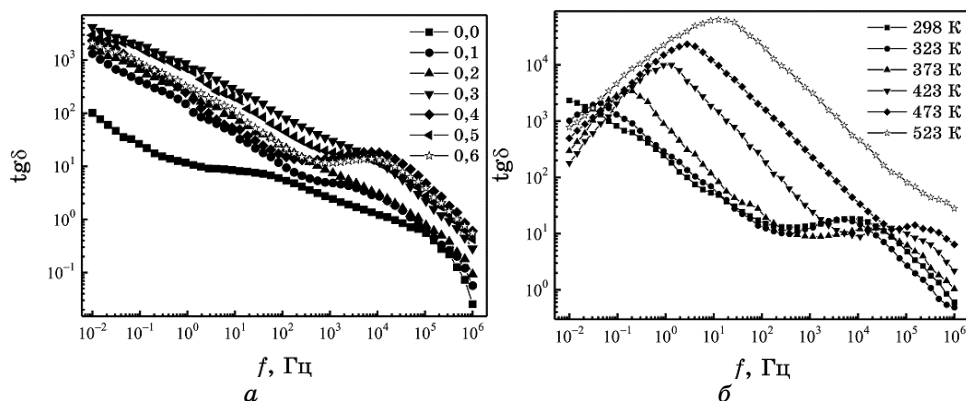 tgδ
10³
10²
10¹
10⁰
10⁻¹
0,0
0,1
0,2
0,3
0,4
0,5
0,6
10⁻² 10⁻¹ 10⁰ 10¹ 10² 10³ 10⁴ 10⁵ 10⁶
f, Гц
а
tgδ
10⁴
10³
10²
10¹
10⁰
298 К
323 К
373 К
423 К
473 К
523 К
10⁻² 10⁻¹ 10⁰ 10¹ 10² 10³ 10⁴ 10⁵ 10⁶
f, Гц
б